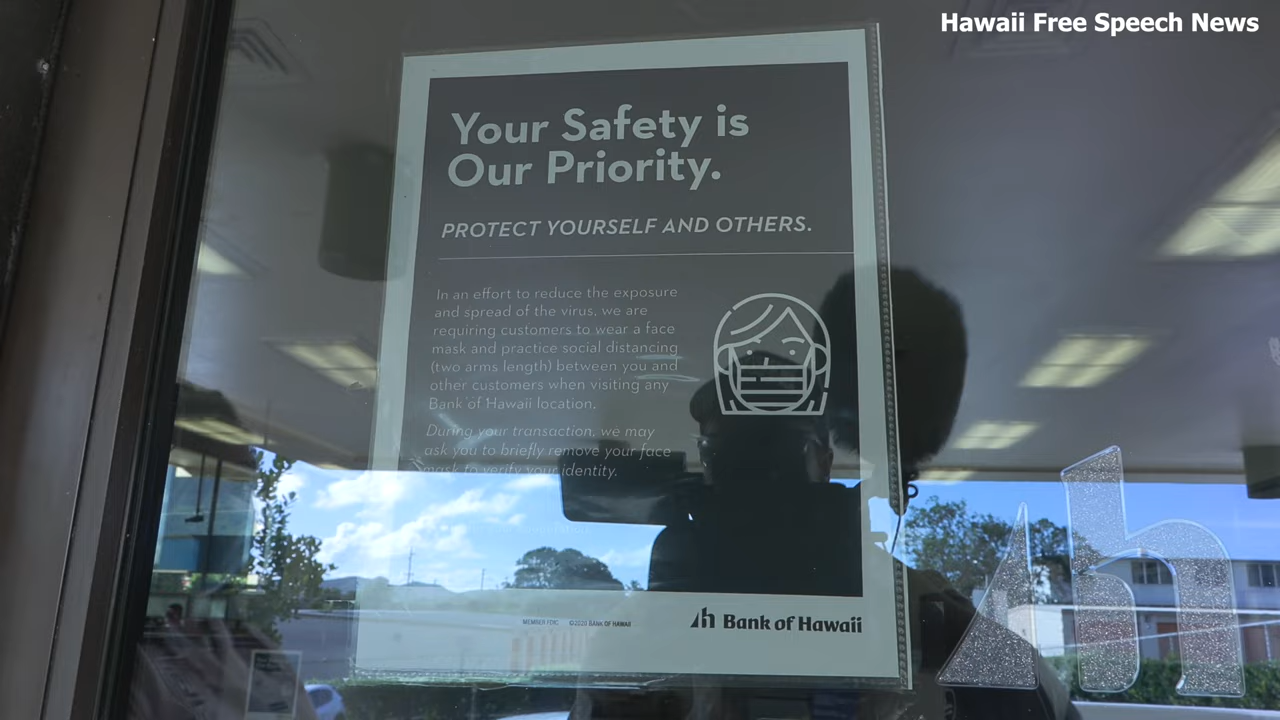 Hawaii Free Speech News
Your Safety is
Our Priority.
PROTECT YOURSELF AND OTHERS.
In an effort to reduce the exposure
and spread of the virus, we are
requiring customers to wear a face
mask and practice social distancing
(two arms length) between you and
other customers when visiting any
Bank of Hawaii location.
During your transaction, we may
ask you to briefly remove your face
mask to verify your identity.
MEMBER FDIC ©2020 BANK OF HAWAII
Bank of Hawaii